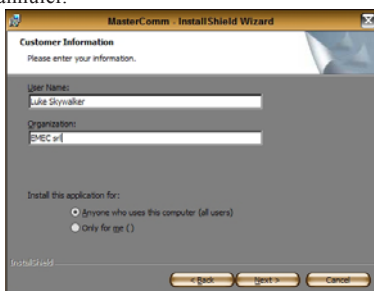 MasterComm - InstallShield Wizard
Customer Information
Please enter your information.
User Name:
Luke Skywalker
Organization:
EMEC srl
Install this application for:
Anyone who uses this computer (all users)
Only for me ()
InstallShield
< Back
Next >
Cancel